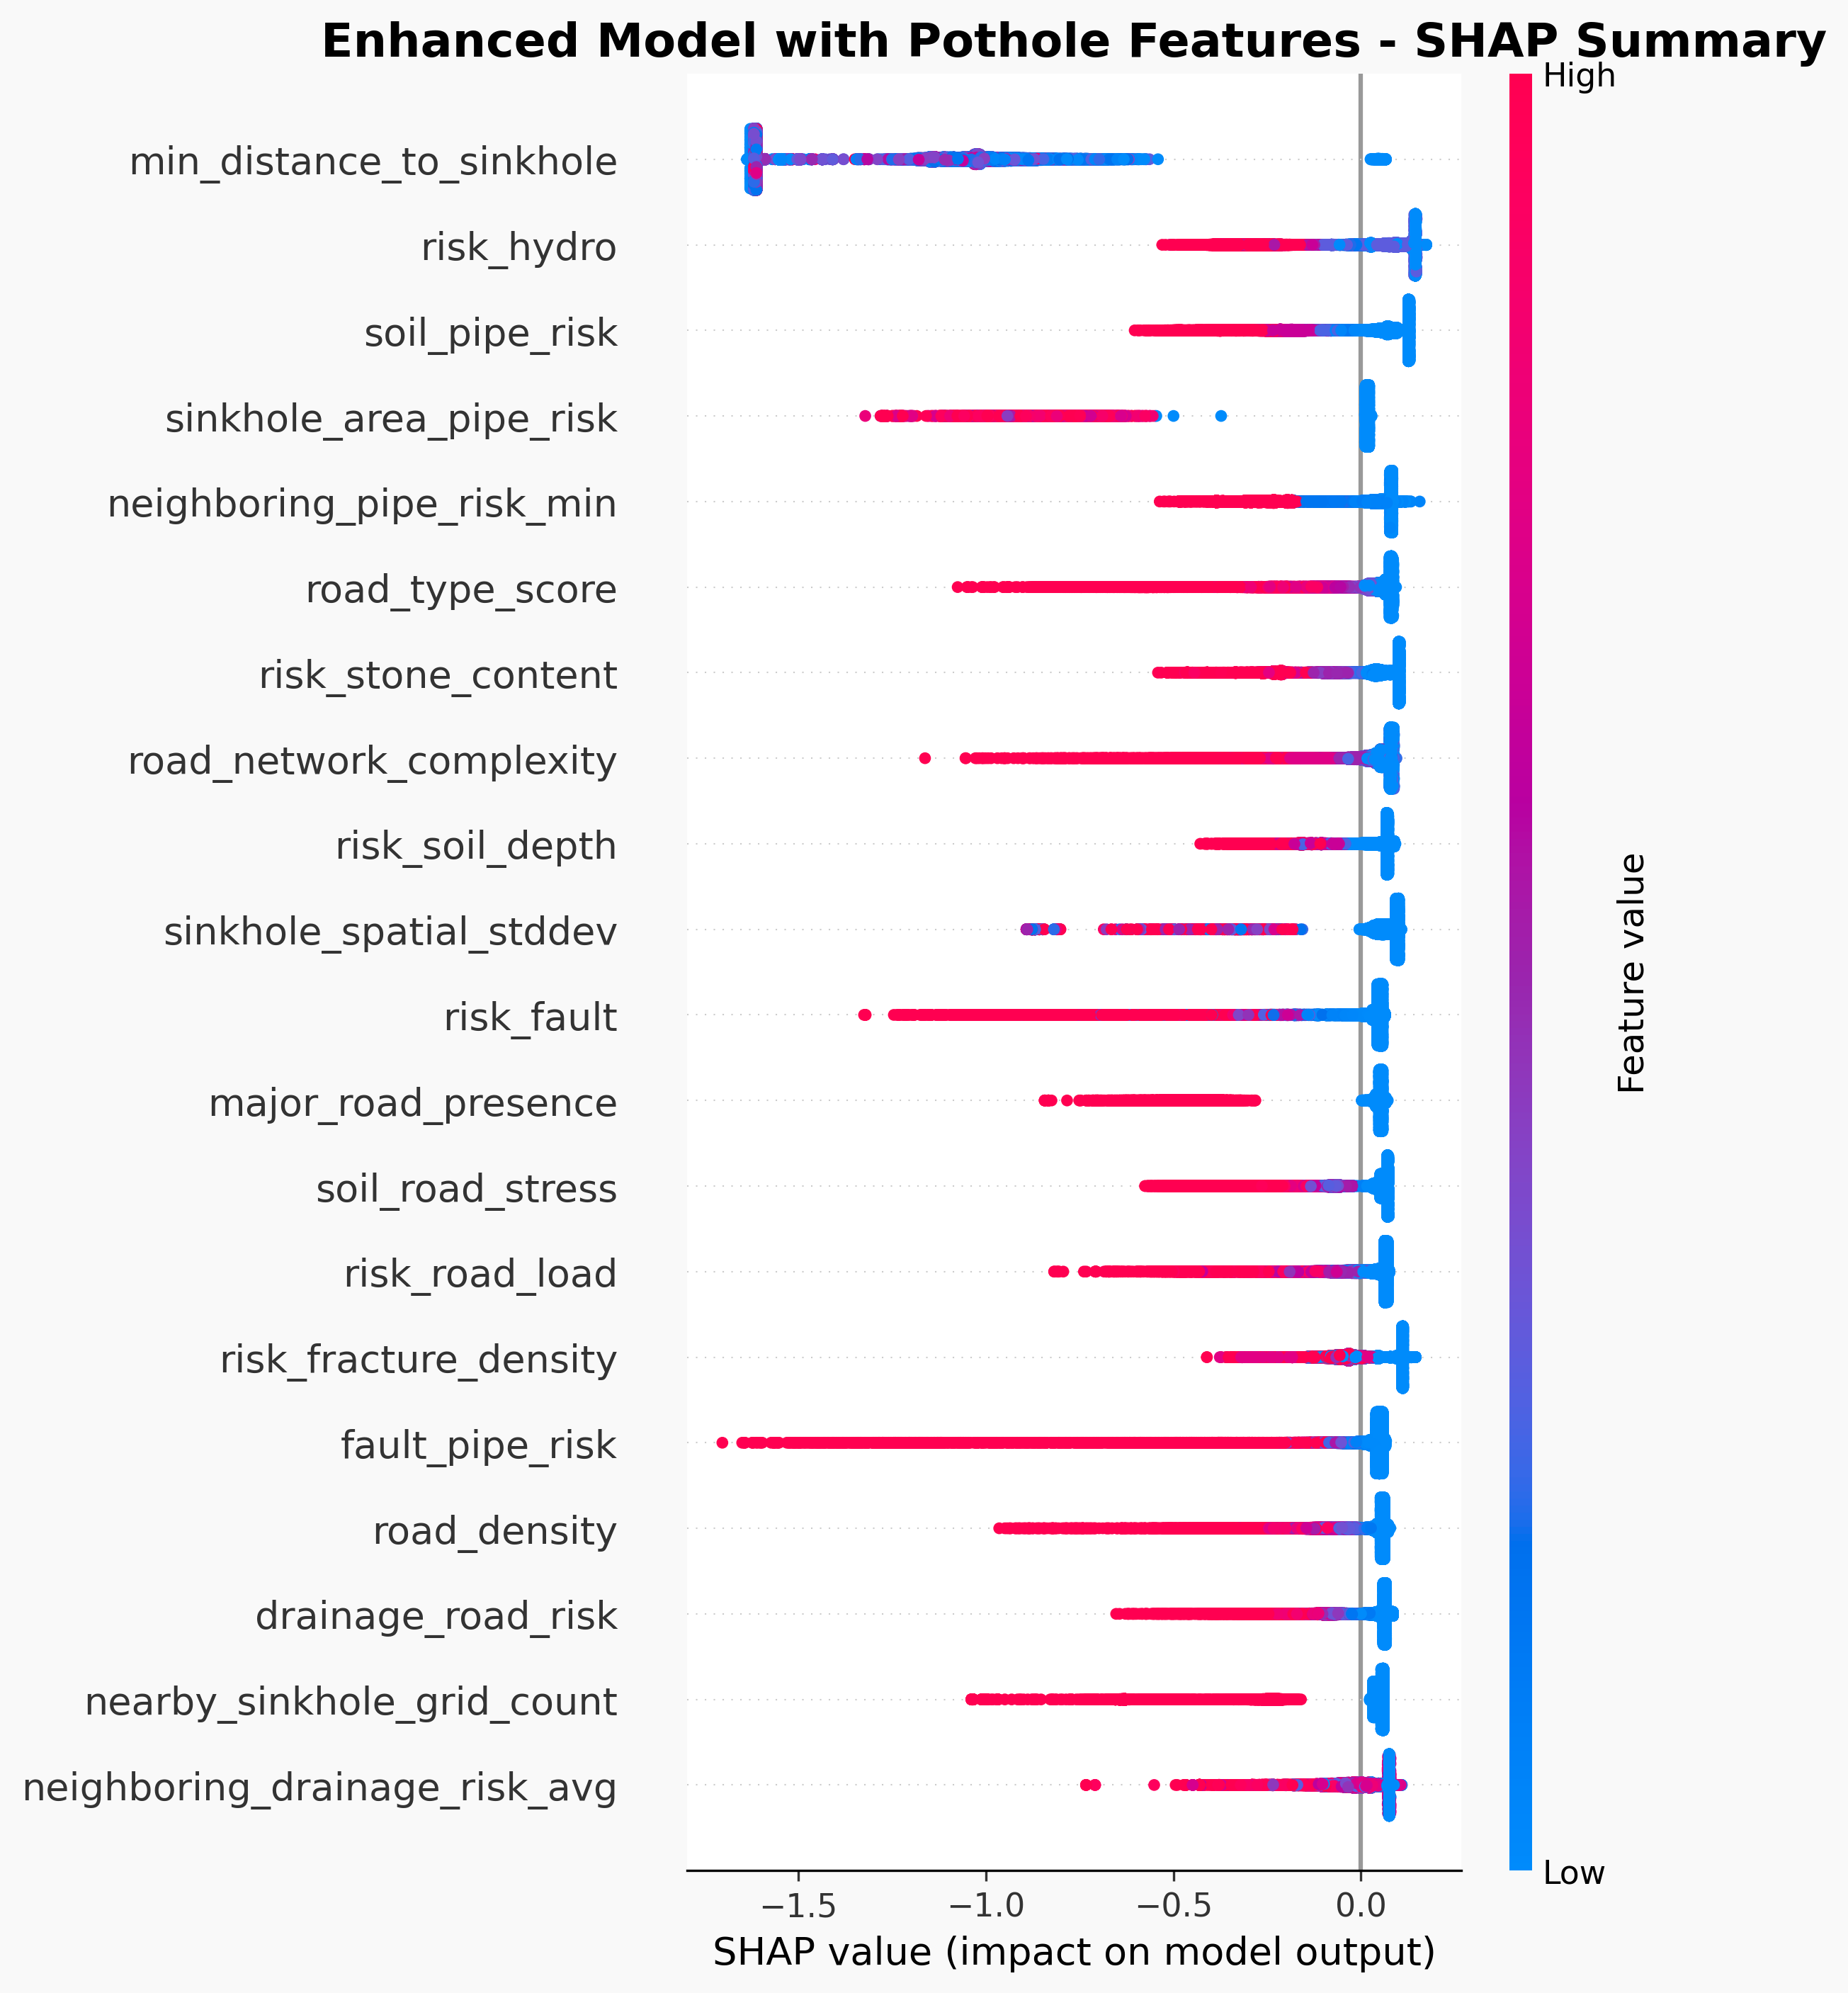 Enhanced Model with Pothole Features - SHAP Summary
High
min_distance_to_sinkhole
risk_hydro
soil_pipe_risk
sinkhole_area_pipe_risk
neighboring_pipe_risk_min
road_type_score
risk_stone_content
road_network_complexity
risk_soil_depth
sinkhole_spatial_stddev
risk_fault
major_road_presence
soil_road_stress
risk_road_load
risk_fracture_density
fault_pipe_risk
road_density
drainage_road_risk
nearby_sinkhole_grid_count
neighboring_drainage_risk_avg
Feature value
Low
−1.5 −1.0 −0.5 0.0
SHAP value (impact on model output)